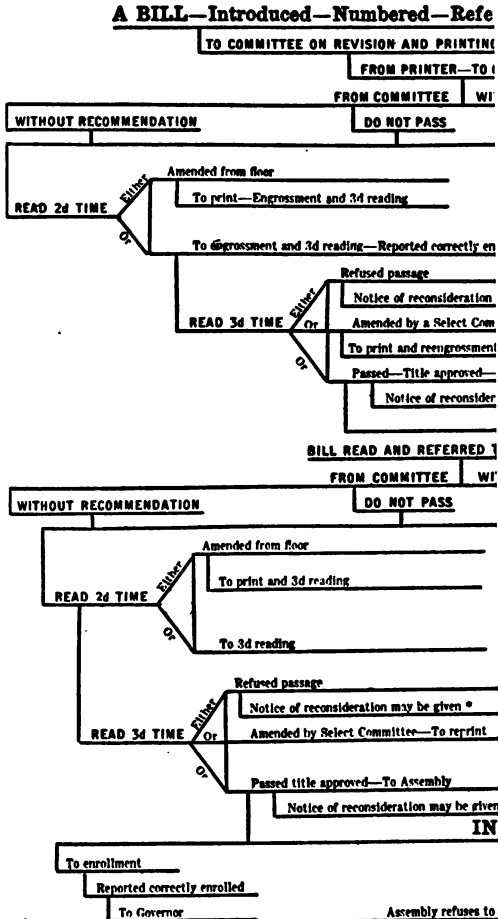 A BILL—Introduced—Numbered—Refe
TO COMMITTEE ON REVISION AND PRINTING
FROM PRINTER—TO
FROM COMMITTEE WI
WITHOUT RECOMMENDATION
DO NOT PASS
Amended from floor
Either
To print—Engrossment and 3d reading
READ 2d TIME
Or
To engrossment and 3d reading—Reported correctly en
Refused passage
Either
Notice of reconsideration
READ 3d TIME
Or
Amended by a Select Com
To print and reengrossment
Or
Passed—Title approved—
Notice of reconsider
BILL READ AND REFERRED T
FROM COMMITTEE WI
WITHOUT RECOMMENDATION
DO NOT PASS
Amended from floor
Either
To print and 3d reading
READ 2d TIME
Or
To 3d reading
Refused passage
Either
Notice of reconsideration may be given *
READ 3d TIME
Or
Amended by Select Committee—To reprint
Or
Passed title approved—To Assembly
Notice of reconsideration may be given
IN
To enrollment
Reported correctly enrolled
To Governor
Assembly refuses to